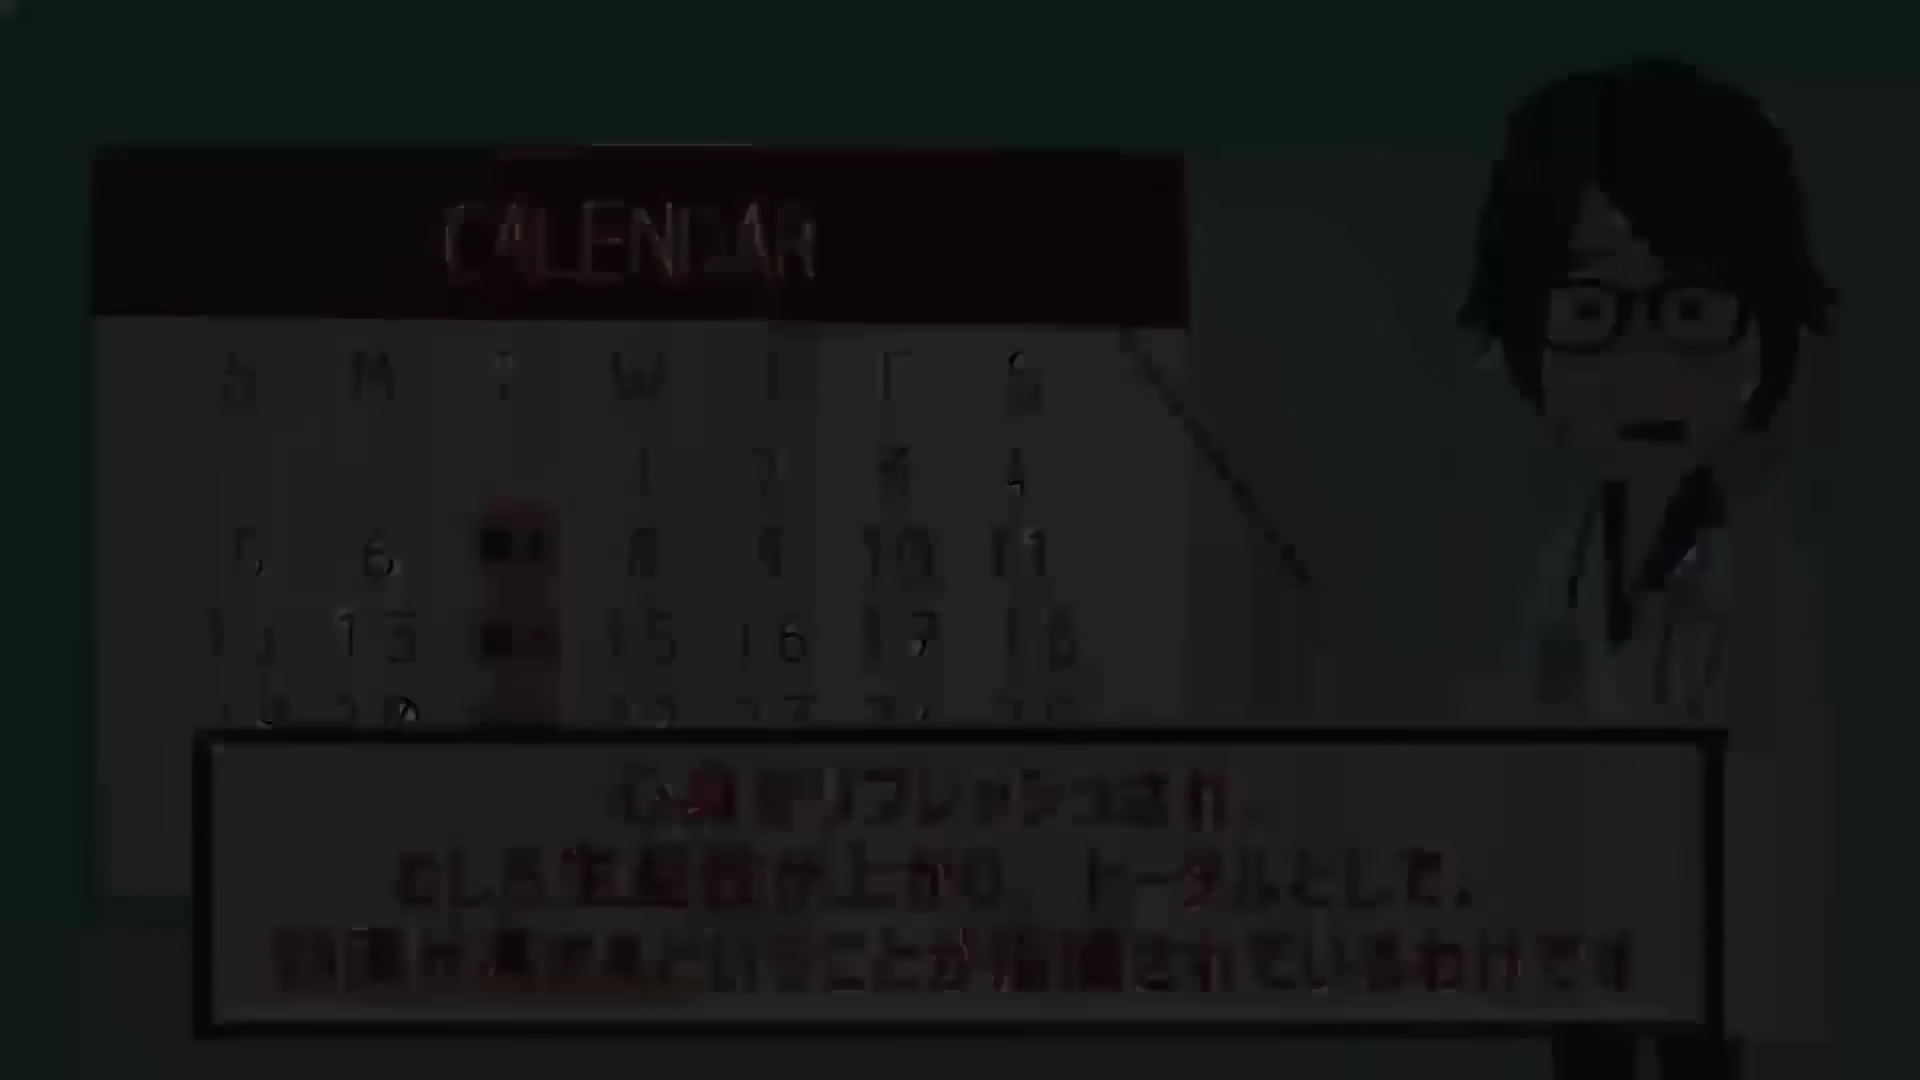 CALENDAR
S M T W F S
1 2 3 4
5 6 8 9 10 11
12 13 15 16 17 18
心身がリフレッシュされ、
むしろ生産性が上がり、トータルとして、
効果が高まるということが指摘されているわけです